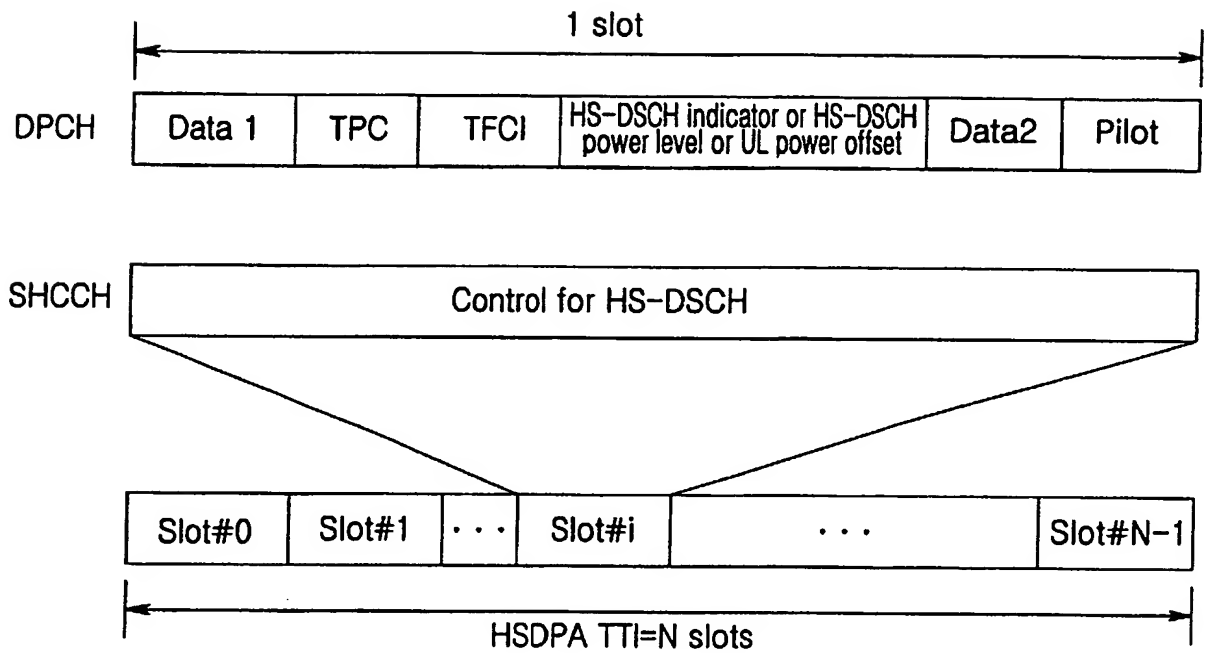 1 slot
DPCH
Data 1
TPC
TFCI
HS-DSCH indicator or HS-DSCH
power level or UL power offset
Data2
Pilot
SHCCH
Control for HS-DSCH
Slot#0
Slot#1
···
Slot#i
···
Slot#N-1
HSDPA TTI=N slots